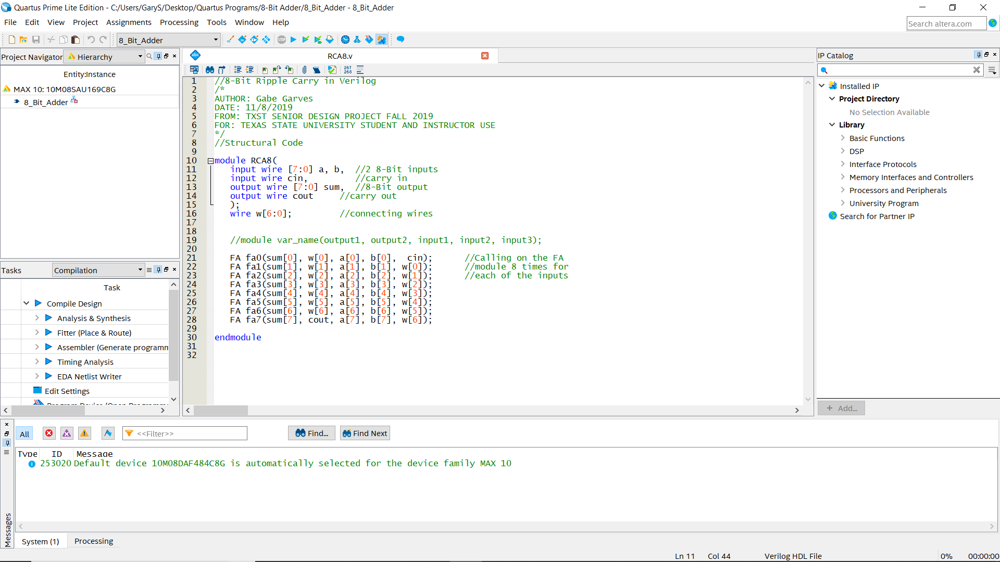 Quartus Prime Lite Edition - C:/Users/GaryS/Desktop/Quartus Programs/8-Bit Adder/8_Bit_Adder - 8_Bit_Adder
File Edit View Project Assignments Processing Tools Window Help
Search altera.com
8_Bit_Adder
STOP
Project Navigator Hierarchy
Entity:Instance
MAX 10: 10M08SAU169C8G
8_Bit_Adder
Tasks Compilation
Task
Compile Design
Analysis & Synthesis
Fitter (Place & Route)
Assembler (Generate programm
Timing Analysis
EDA Netlist Writer
Edit Settings
abc RCA8.v
267
268
1 //8-Bit Ripple Carry in Verilog
2 /*
3 AUTHOR: Gabe Garves
4 DATE: 11/8/2019
5 FROM: TXST SENIOR DESIGN PROJECT FALL 2019
6 FOR: TEXAS STATE UNIVERSITY STUDENT AND INSTRUCTOR USE
7 */
8 //Structural Code
9
10 module RCA8(
11 input wire [7:0] a, b, //2 8-Bit inputs
12 input wire cin, //carry in
13 output wire [7:0] sum, //8-Bit output
14 output wire cout //carry out
15 );
16 wire w[6:0]; //connecting wires
17
18
19 //module var_name(output1, output2, input1, input2, input3);
20
21 FA fa0(sum[0], w[0], a[0], b[0], cin); //Calling on the FA
22 FA fa1(sum[1], w[1], a[1], b[1], w[0]); //module 8 times for
23 FA fa2(sum[2], w[2], a[2], b[2], w[1]); //each of the inputs
24 FA fa3(sum[3], w[3], a[3], b[3], w[2]);
25 FA fa4(sum[4], w[4], a[4], b[4], w[3]);
26 FA fa5(sum[5], w[5], a[5], b[5], w[4]);
27 FA fa6(sum[6], w[6], a[6], b[6], w[5]);
28 FA fa7(sum[7], cout, a[7], b[7], w[6]);
29
30 endmodule
31
32
IP Catalog
Installed IP
Project Directory
No Selection Available
Library
Basic Functions
DSP
Interface Protocols
Memory Interfaces and Controllers
Processors and Peripherals
University Program
Search for Partner IP
+ Add...
All <<Filter>> Find... Find Next
Type ID Message
253020 Default device 10M08DAF484C8G is automatically selected for the device family MAX 10
Messages
System (1) Processing
Ln 11 Col 44 Verilog HDL File 0% 00:00:00